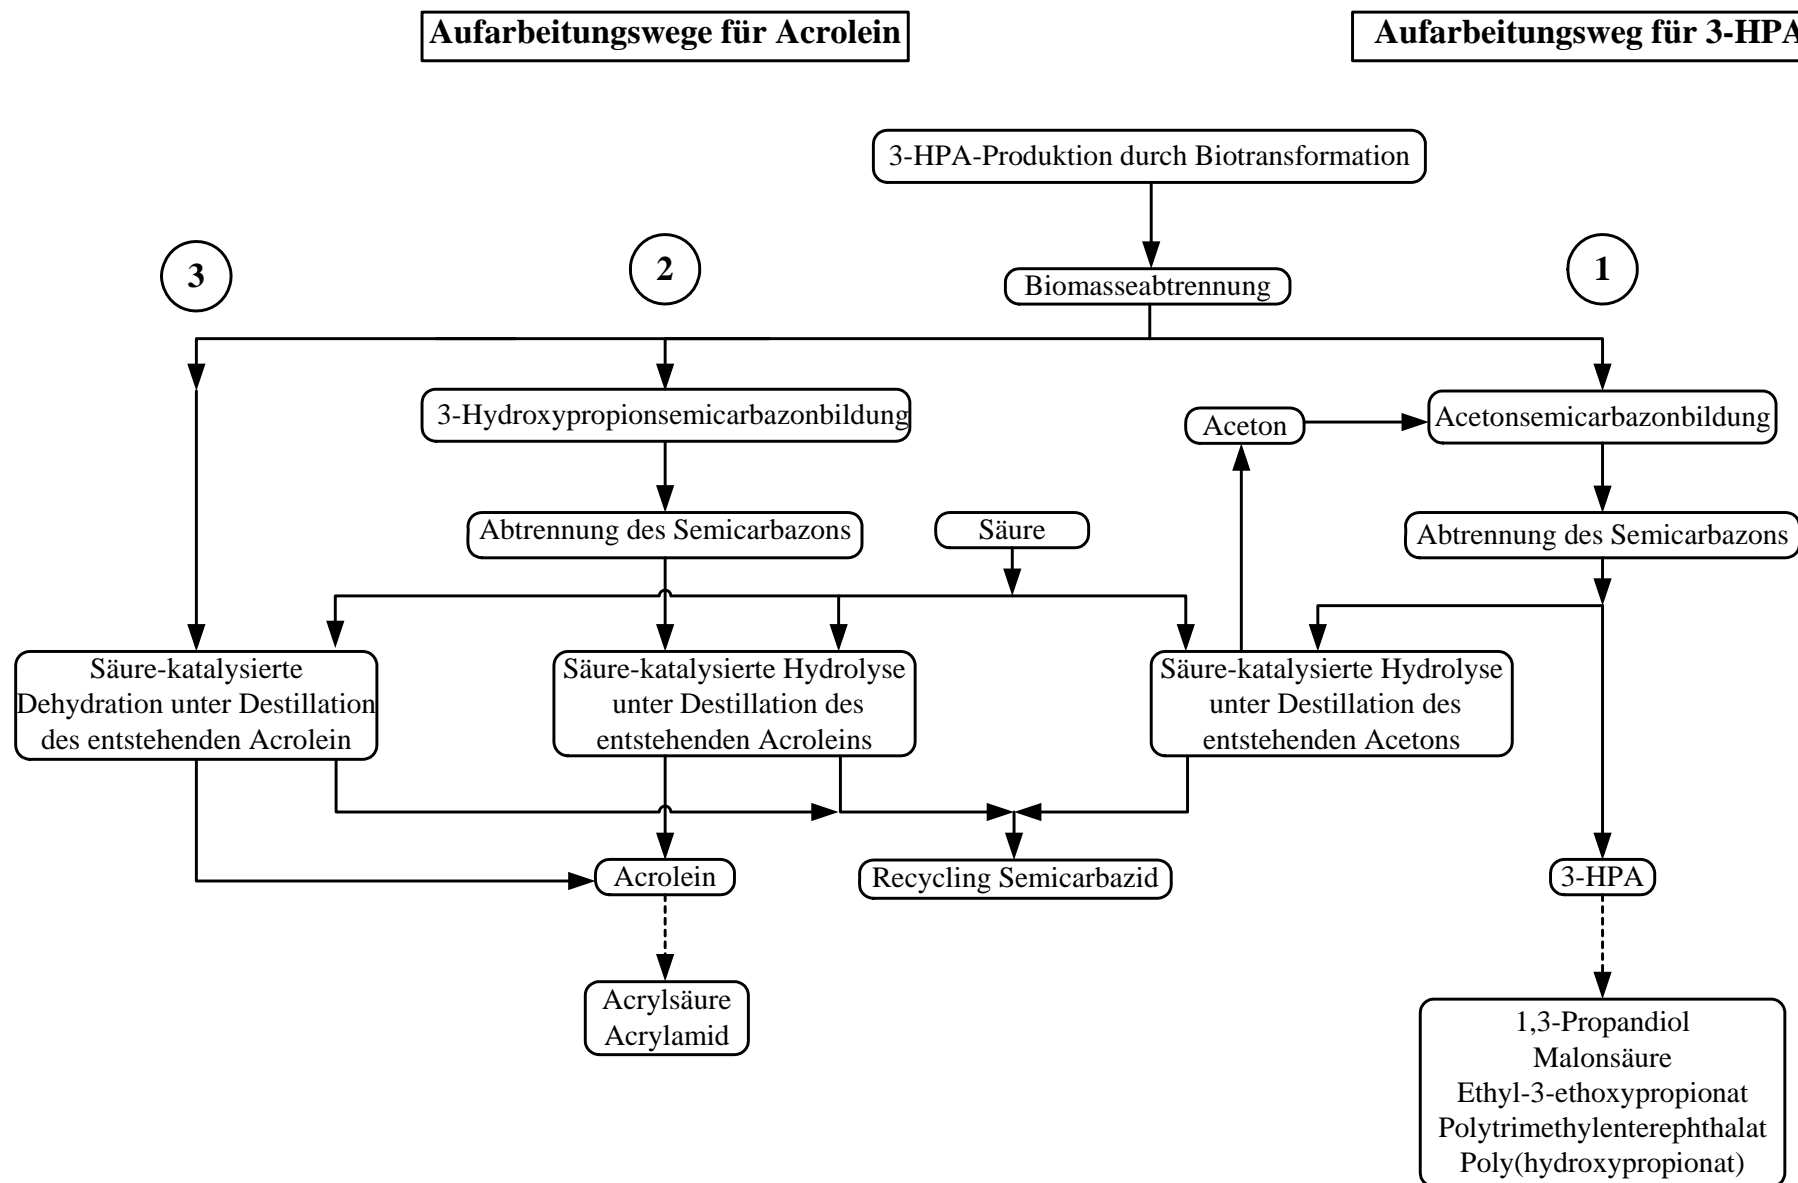 Aufarbeitungswege für Acrolein
Aufarbeitungsweg für 3-HPA
3-HPA-Produktion durch Biotransformation
3
2
Biomasseabtrennung
1
3-Hydroxypropionsemicarbazonbildung
Aceton
Acetonsemicarbazonbildung
Abtrennung des Semicarbazons
Säure
Abtrennung des Semicarbazons
Säure-katalysierte
Dehydration unter Destillation
des entstehenden Acrolein
Säure-katalysierte Hydrolyse
unter Destillation des
entstehenden Acroleins
Säure-katalysierte Hydrolyse
unter Destillation des
entstehenden Acetons
Acrolein
Recycling Semicarbazid
3-HPA
Acrylsäure
Acrylamid
1,3-Propandiol
Malonsäure
Ethyl-3-ethoxypropionat
Polytrimethylenterephthalat
Poly(hydroxypropionat)